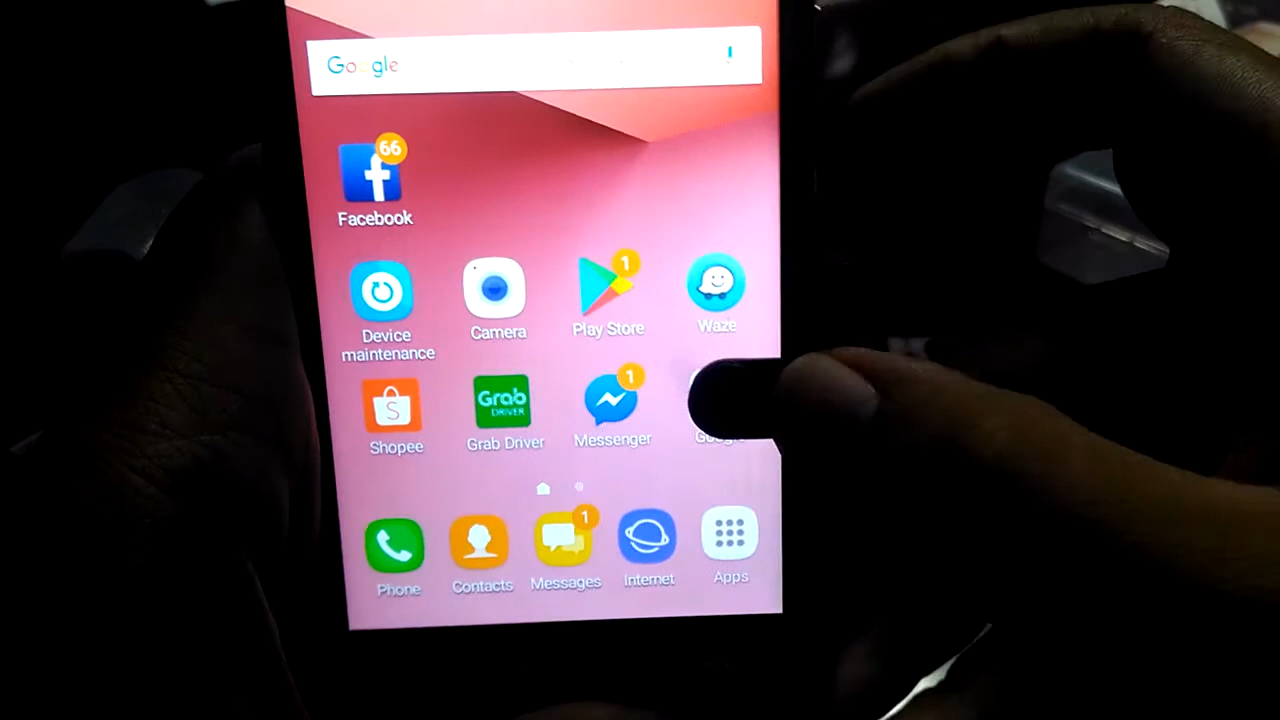 Google
66
Facebook
1
Device
maintenance
Camera
Play Store
Waze
S
Grab
DRIVER
1
Shopee
Grab Driver
Messenger
Google
1
Phone
Contacts
Messages
Internet
Apps